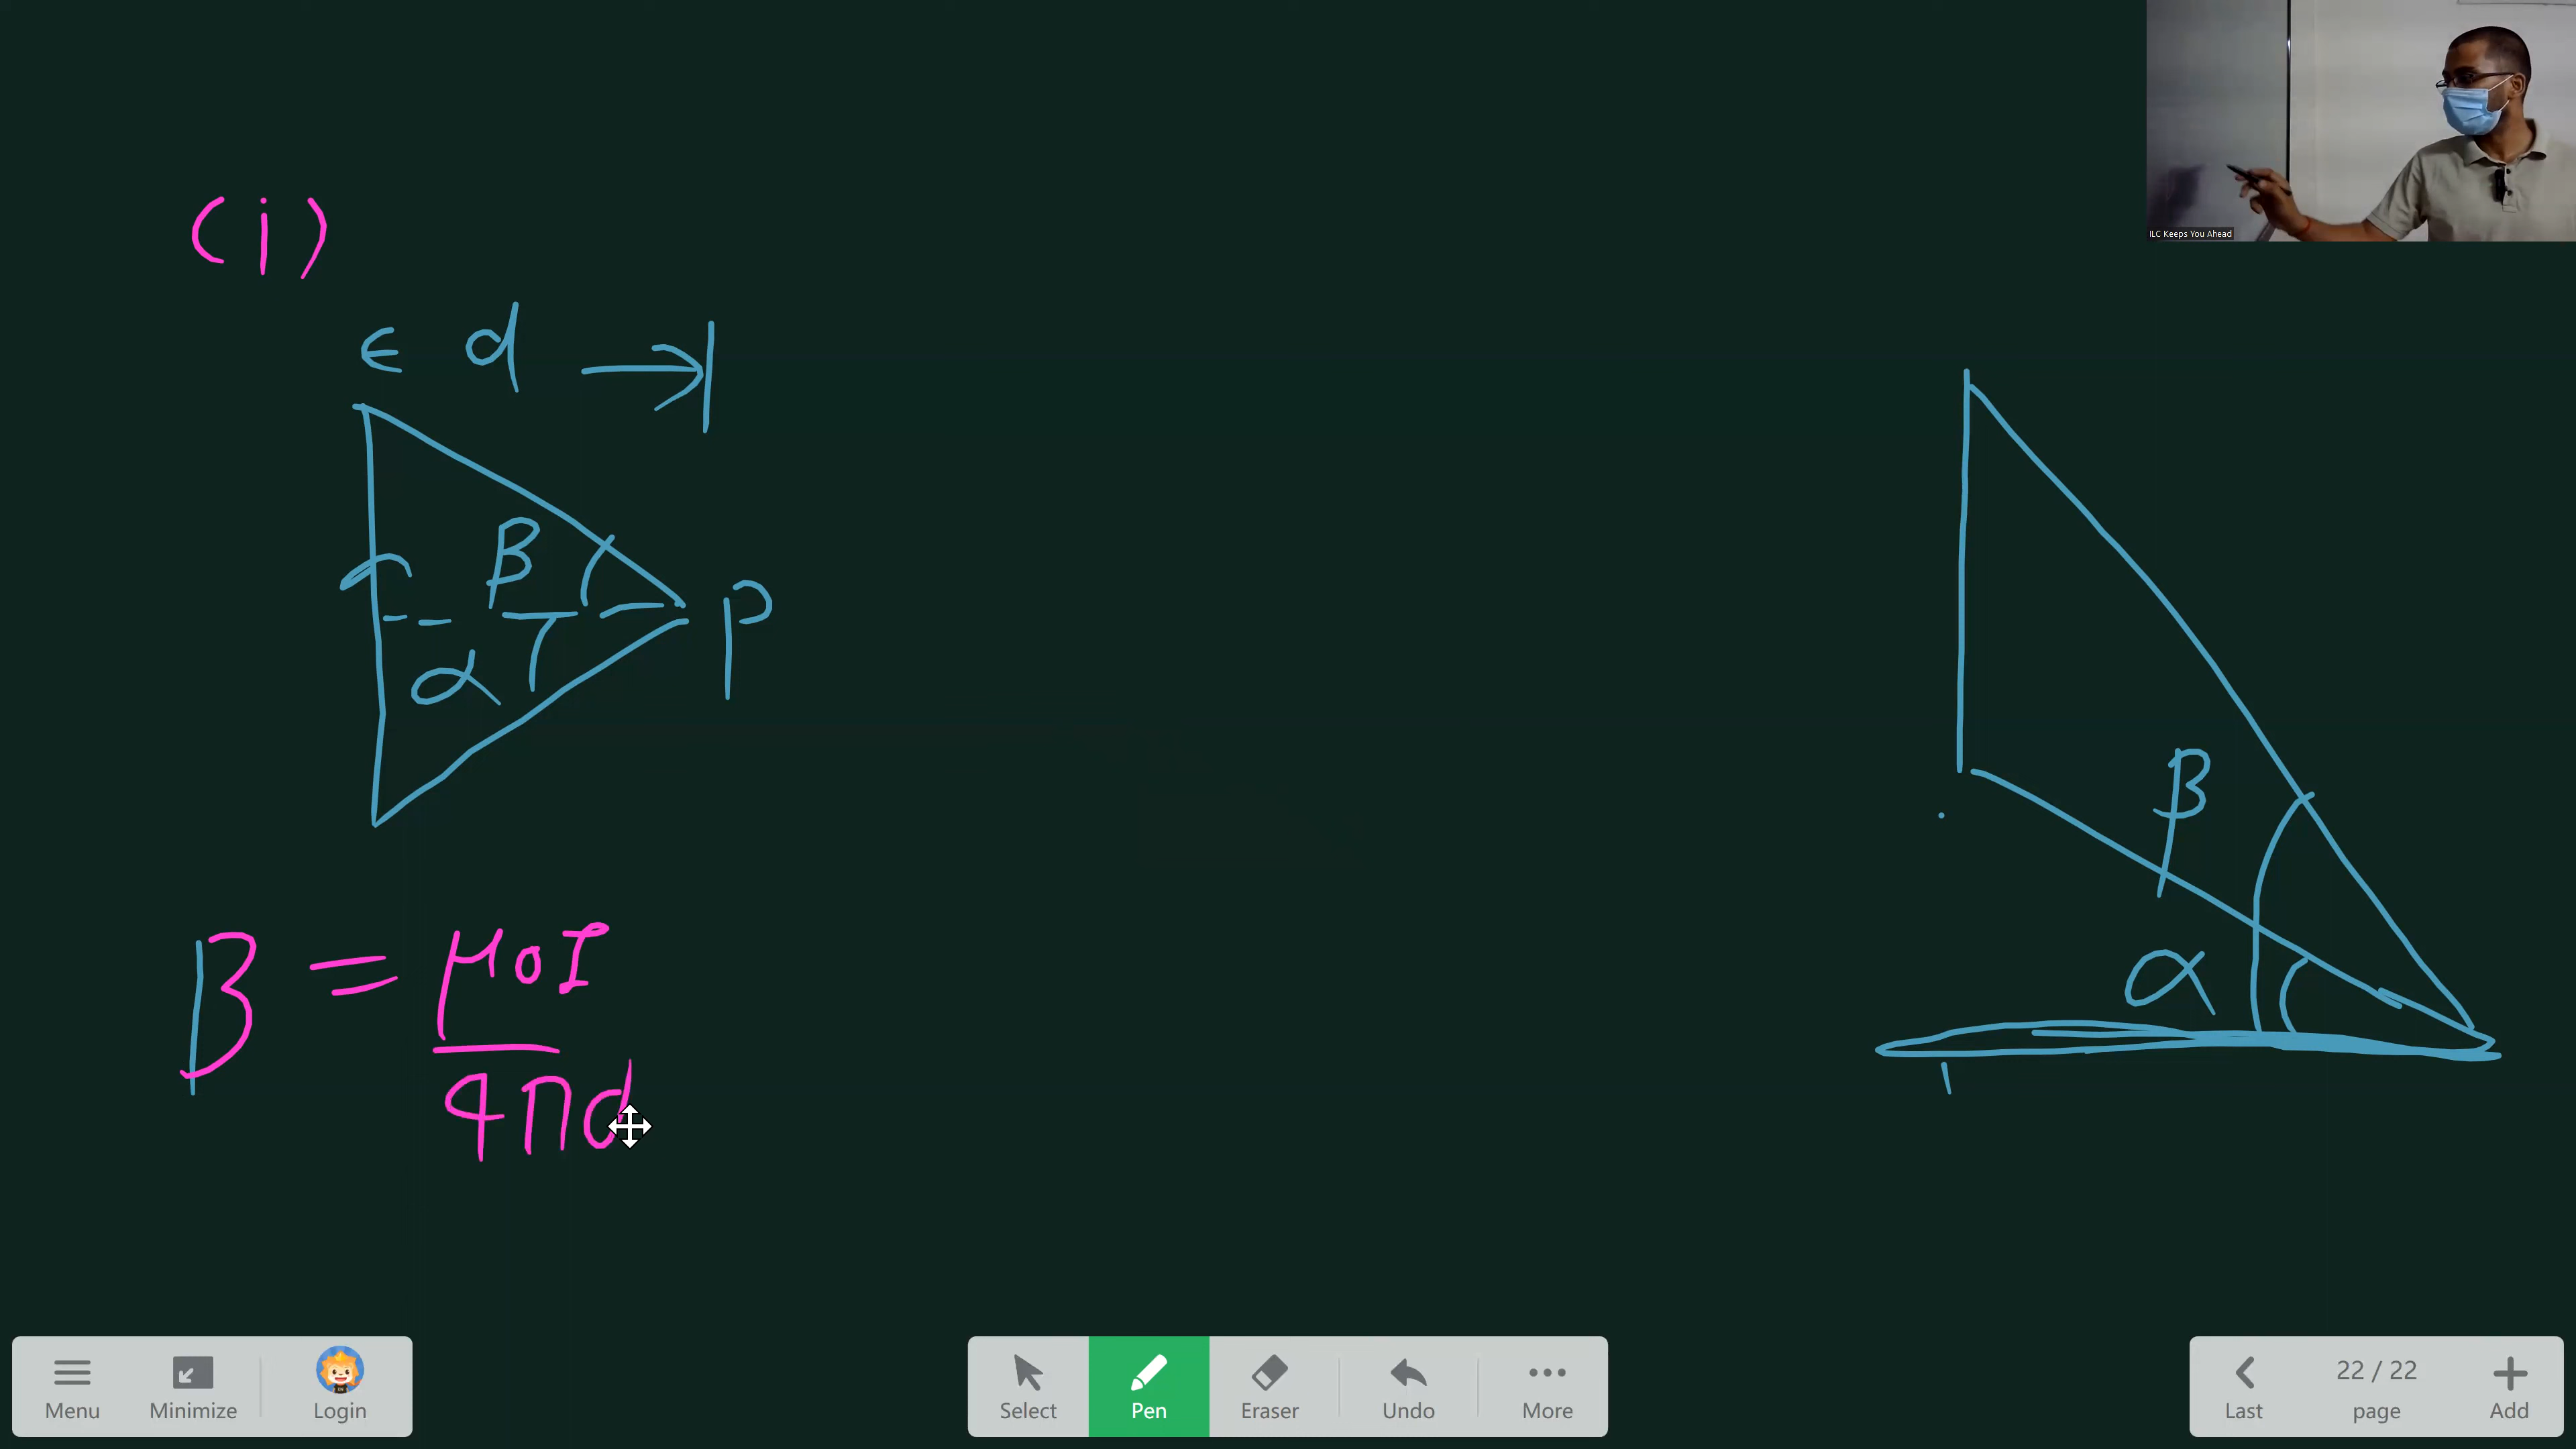 ILC Keeps You Ahead
(i)
d
β
α
P
B = μ₀I
4πd
β
α
Menu
Minimize
Login
Select
Pen
Eraser
Undo
More
Last
22 / 22
page
Add